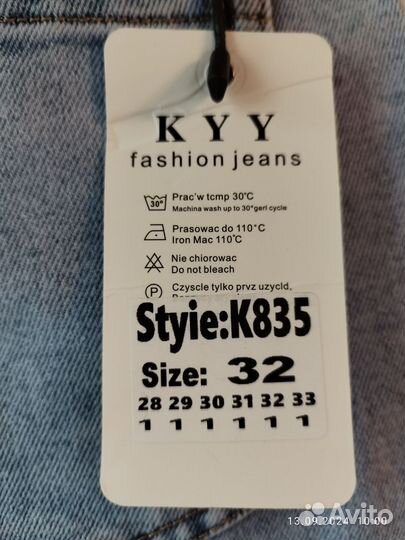 KYY
fashion jeans
30° Prac'w tcmp 30°C
Machina wash up to 30°gerl cycle
Prasowac do 110°C
Iron Mac 110°C
Nie chiorowac
Do not bleach
P Czyscie tylko prvz uzycld,
Styie:K835
Size: 32
28 29 30 31 32 33
1 1 1 1 1 1
Avito
13.09.2024 10:00